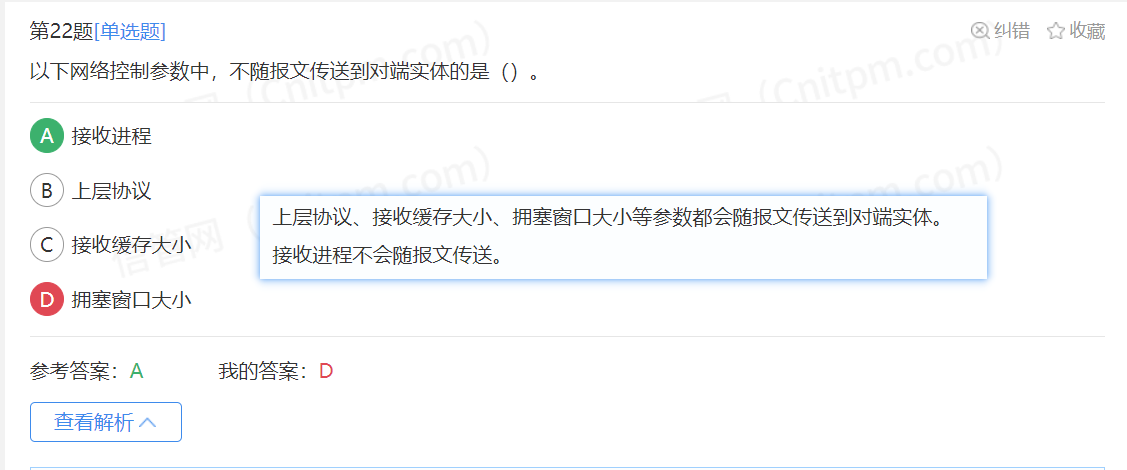 第22题[单选题]
纠错
收藏
以下网络控制参数中，不随报文传送到对端实体的是（）。
A 接收进程
B 上层协议
C 接收缓存大小
D 拥塞窗口大小
上层协议、接收缓存大小、拥塞窗口大小等参数都会随报文传送到对端实体。
接收进程不会随报文传送。
参考答案：A
我的答案：D
查看解析
信管网（Cnitpm.com）